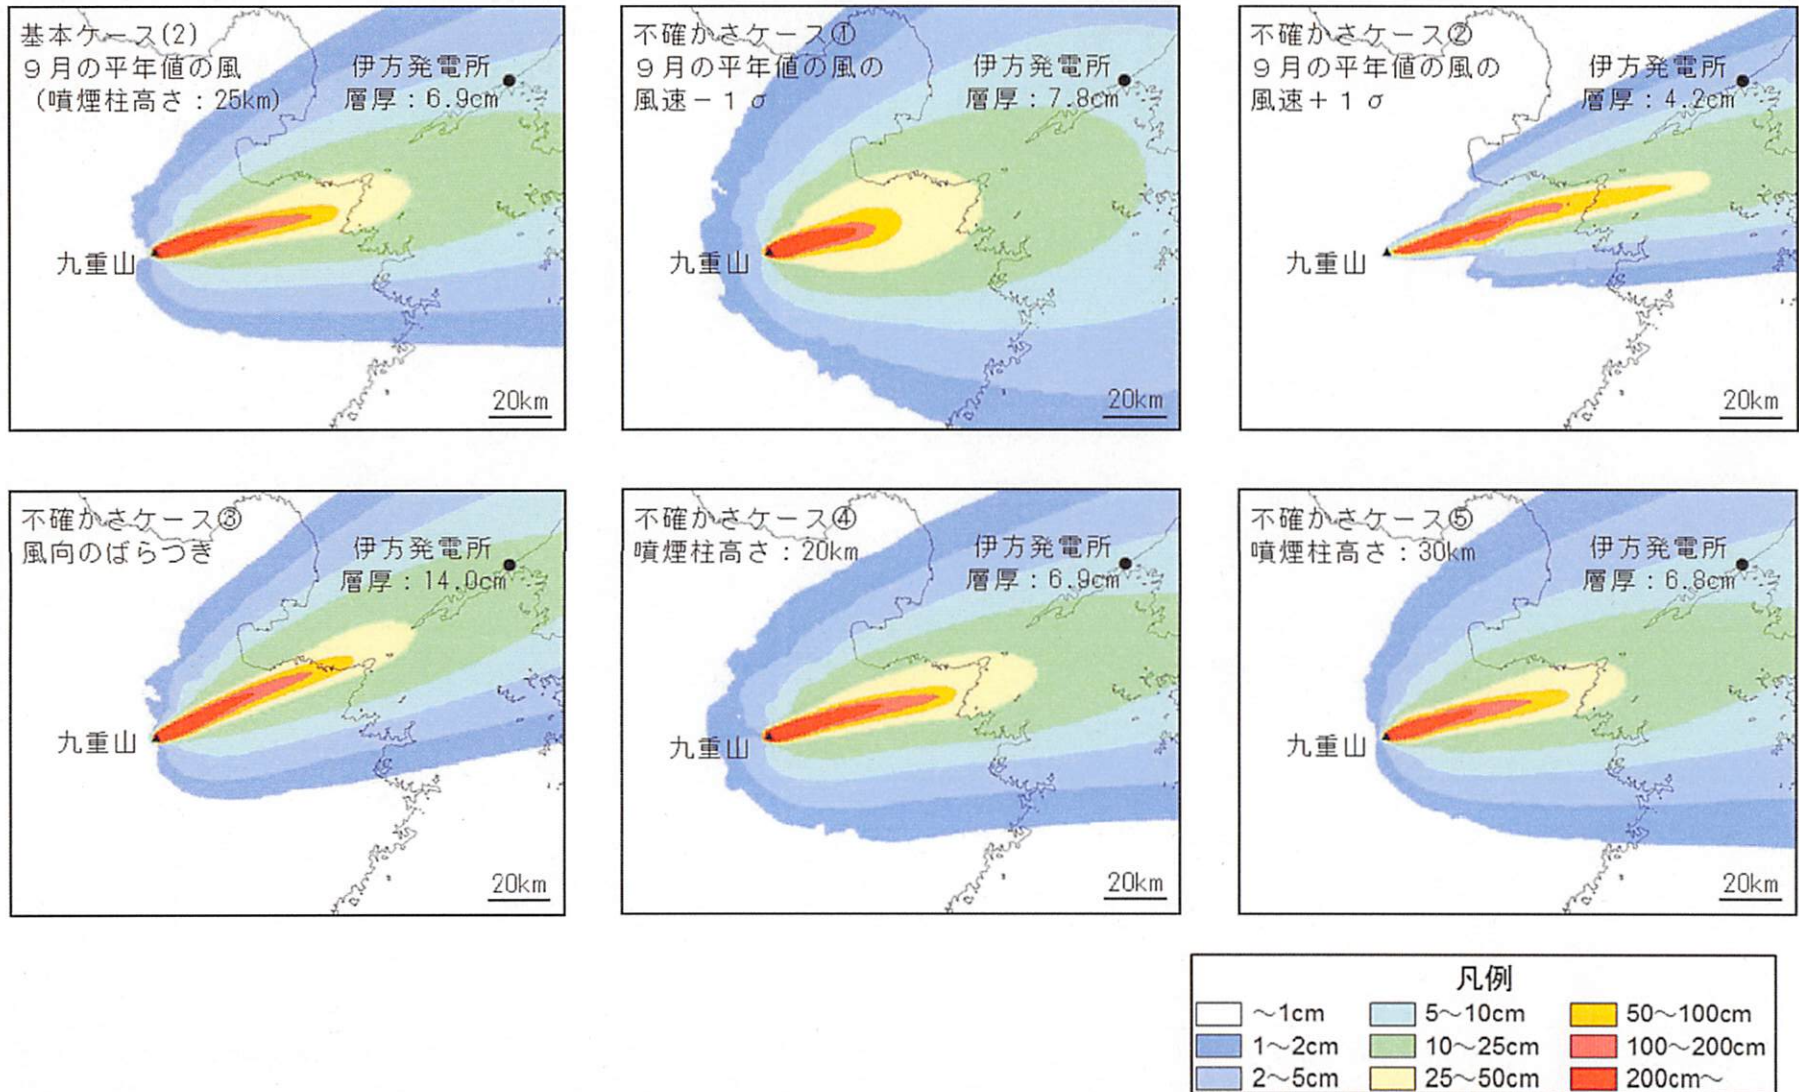 基本ケース(2)
9月の平年値の風
(噴煙柱高さ:25km)
伊方発電所
層厚:6.9cm
九重山
20km
不確かさケース①
9月の平年値の風の
風速-1σ
伊方発電所
層厚:7.8cm
九重山
20km
不確かさケース②
9月の平年値の風の
風速+1σ
伊方発電所
層厚:4.2cm
九重山
20km
不確かさケース③
風向のばらつき
伊方発電所
層厚:14.0cm
九重山
20km
不確かさケース④
噴煙柱高さ:20km
伊方発電所
層厚:6.9cm
九重山
20km
不確かさケース⑤
噴煙柱高さ:30km
伊方発電所
層厚:6.8cm
九重山
20km
凡例
~1cm 5~10cm 50~100cm
1~2cm 10~25cm 100~200cm
2~5cm 25~50cm 200cm~